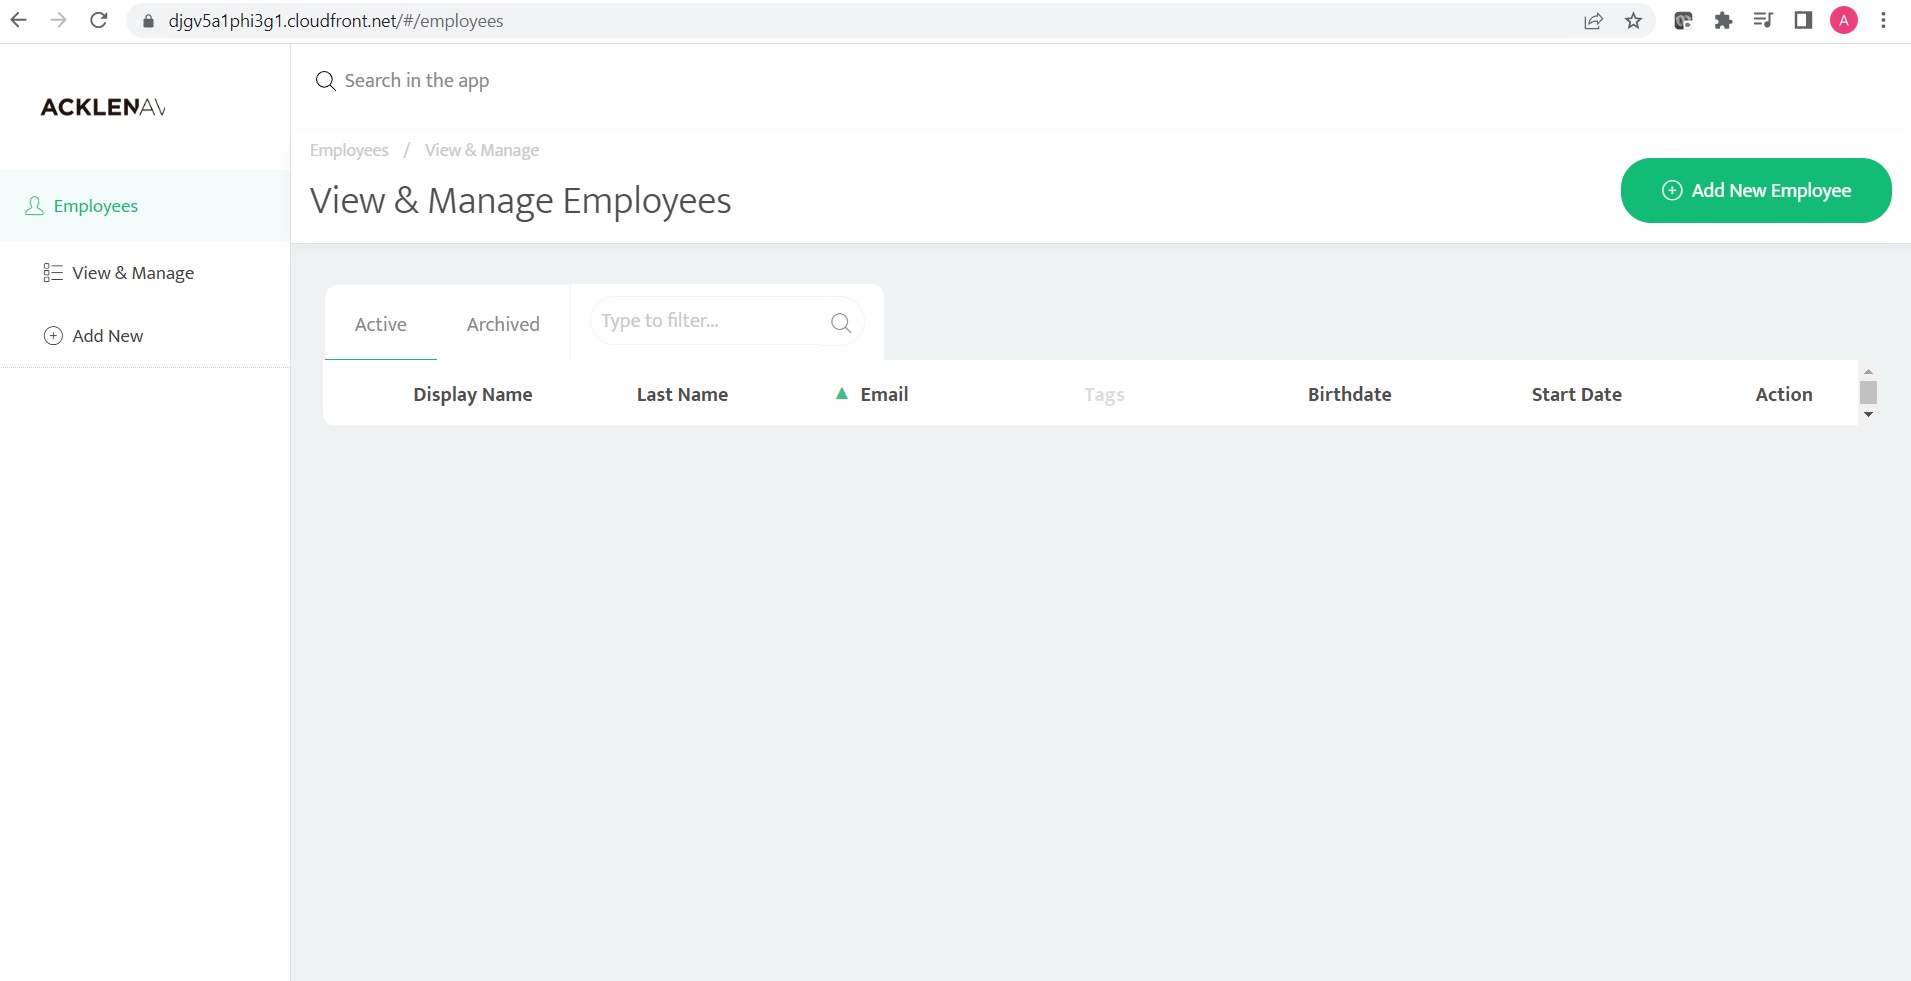 djgv5a1phi3g1.cloudfront.net/#/employees
A
Search in the app
ACKLENAV
Employees / View & Manage
View & Manage Employees
Add New Employee
Employees
View & Manage
Add New
Active
Archived
Type to filter...
Display Name
Last Name
Email
Tags
Birthdate
Start Date
Action